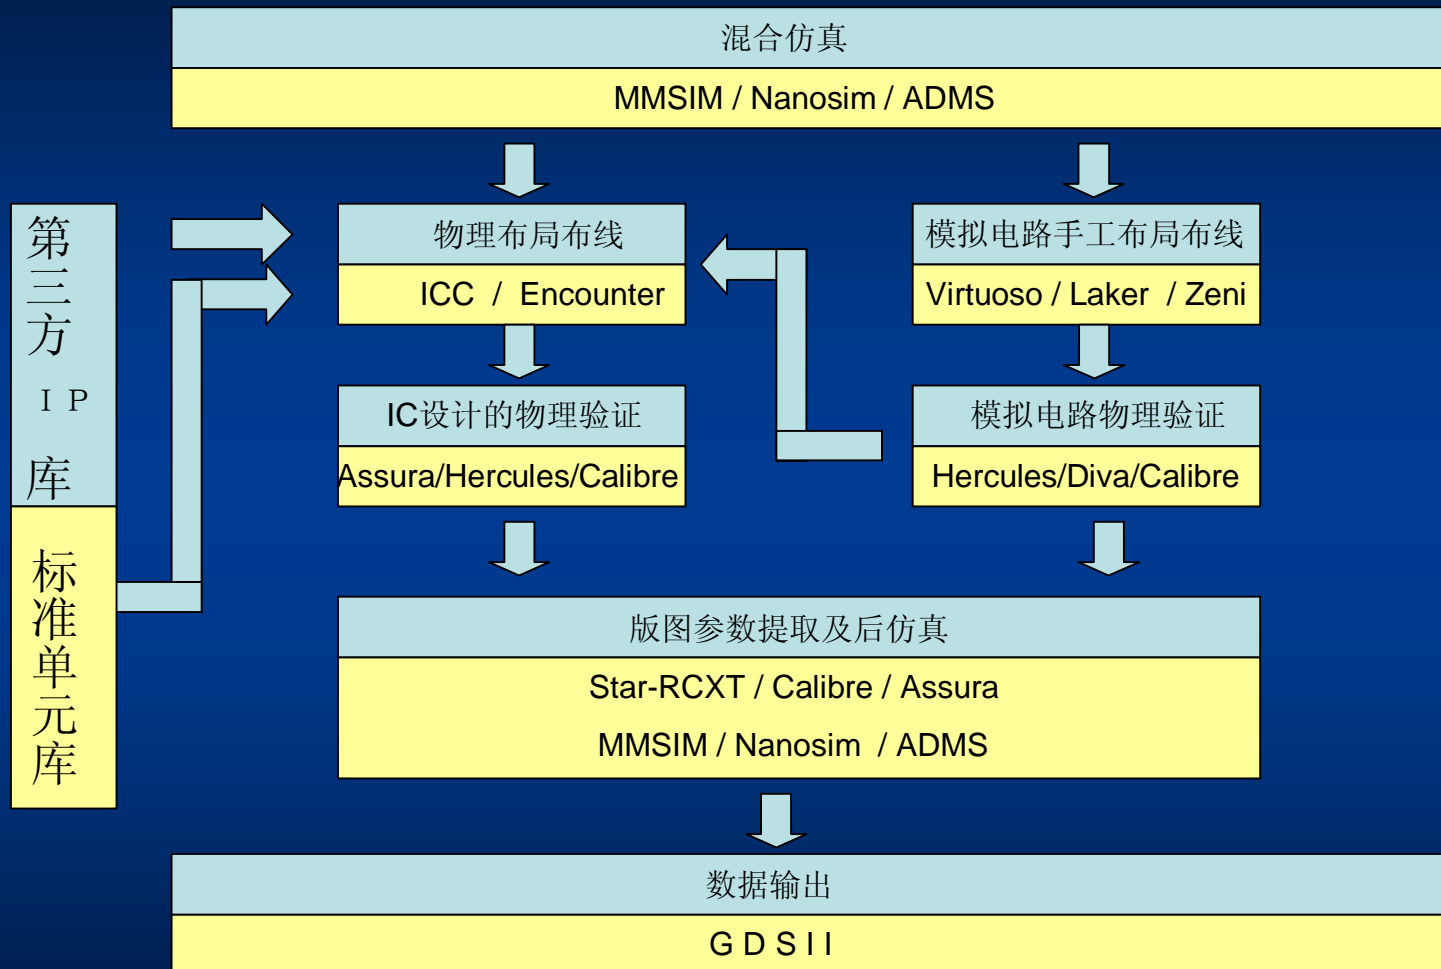 混合仿真
MMSIM / Nanosim / ADMS
第三方
I P
库
标准单元库
物理布局布线
ICC / Encounter
模拟电路手工布局布线
Virtuoso / Laker / Zeni
IC设计的物理验证
Assura/Hercules/Calibre
模拟电路物理验证
Hercules/Diva/Calibre
版图参数提取及后仿真
Star-RCXT / Calibre / Assura
MMSIM / Nanosim / ADMS
数据输出
G D S I I